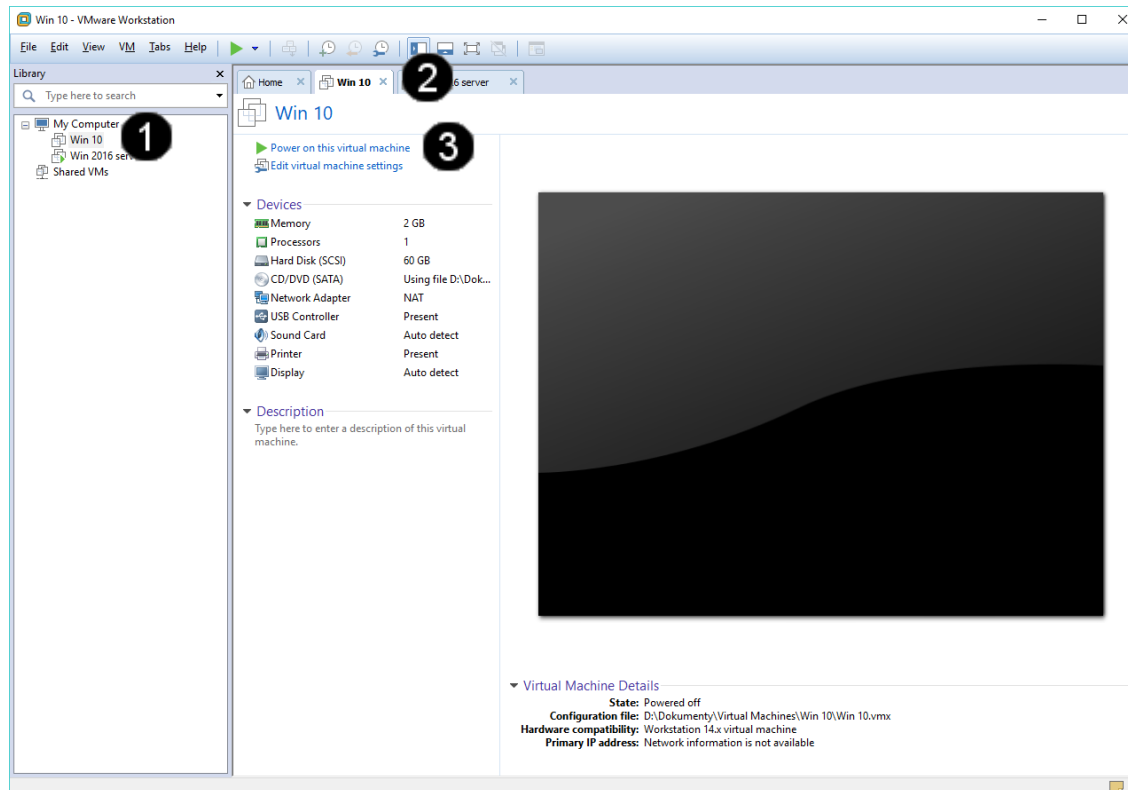 Win 10 - VMware Workstation
File Edit View VM Tabs Help
Library
Type here to search
My Computer
Win 10
Win 2016 ser
Shared VMs
1
Home
Win 10
2
6 server
Win 10
Power on this virtual machine
3
Edit virtual machine settings
Devices
Memory 2 GB
Processors 1
Hard Disk (SCSI) 60 GB
CD/DVD (SATA) Using file D:\Dok...
Network Adapter NAT
USB Controller Present
Sound Card Auto detect
Printer Present
Display Auto detect
Description
Type here to enter a description of this virtual
machine.
Virtual Machine Details
State: Powered off
Configuration file: D:\Dokumenty\Virtual Machines\Win 10\Win 10.vmx
Hardware compatibility: Workstation 14.x virtual machine
Primary IP address: Network information is not available